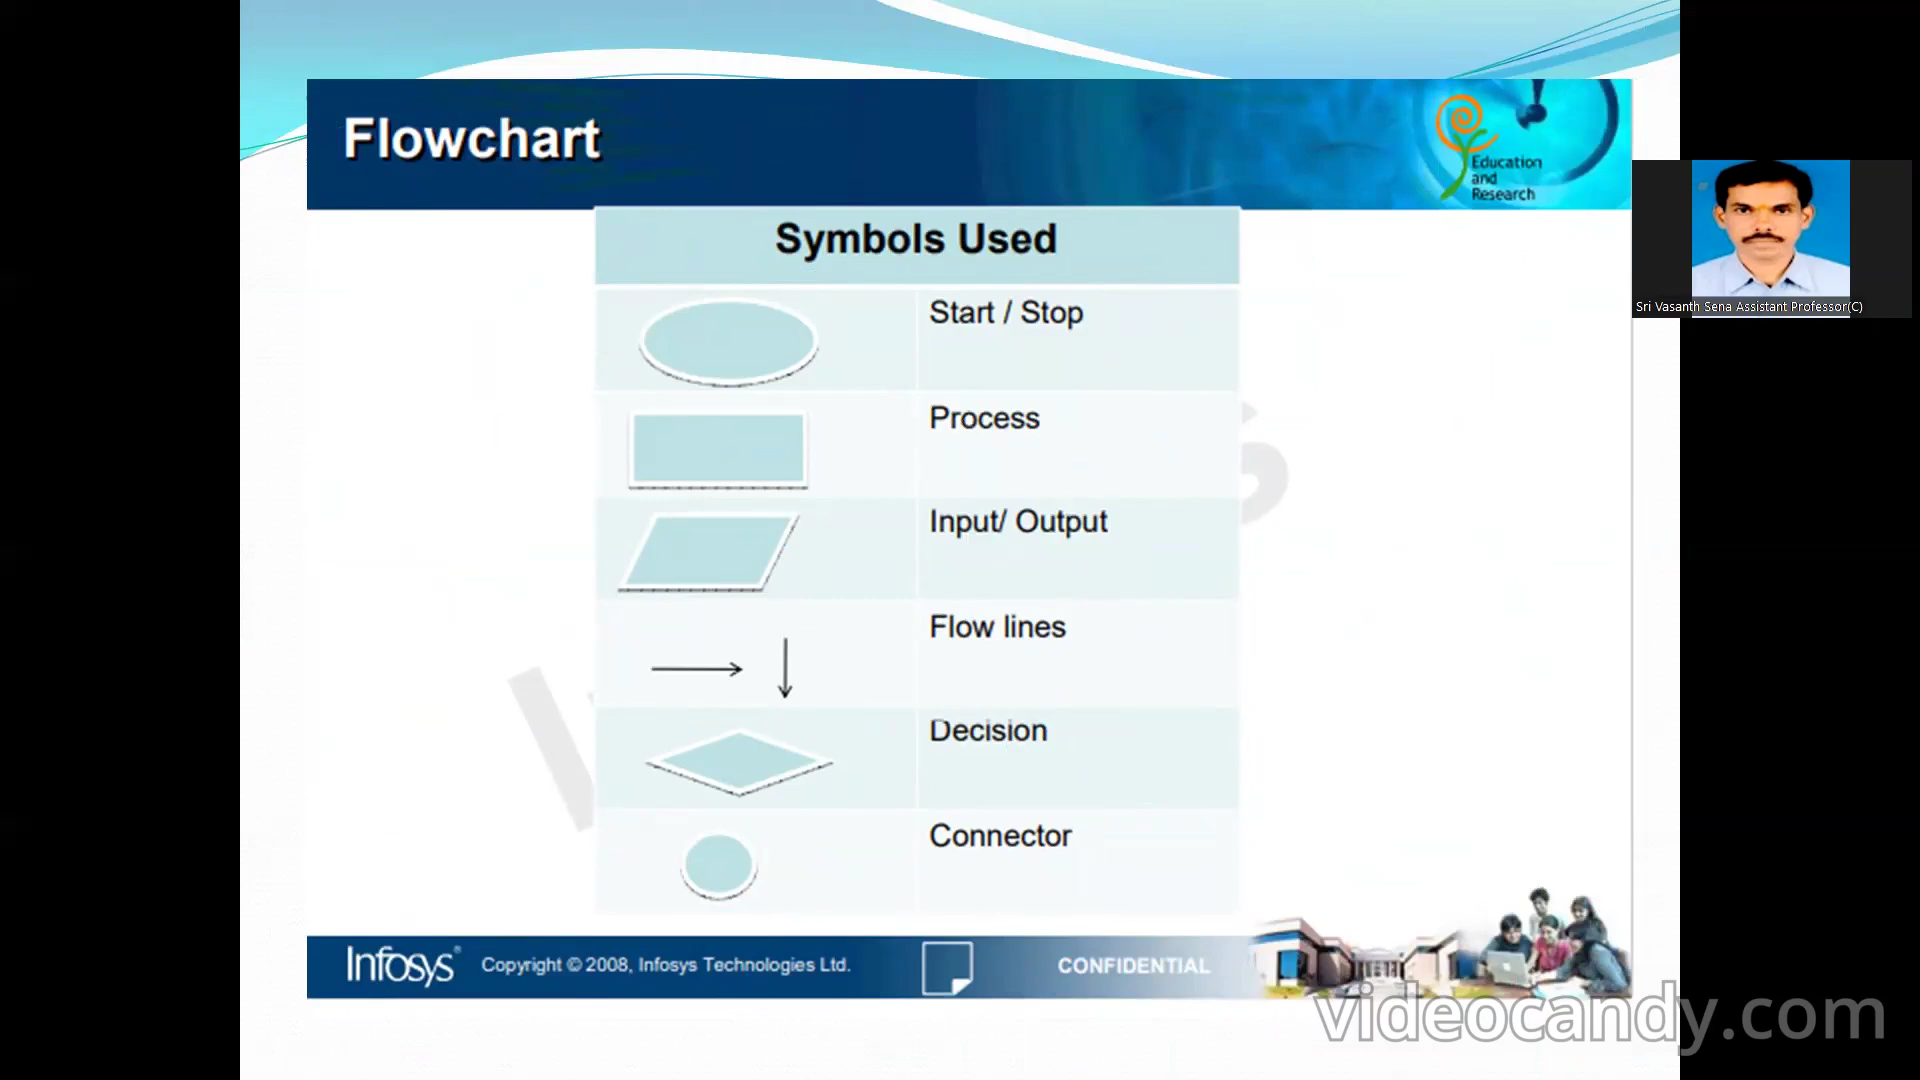 Flowchart
Education
and
Research
Symbols Used
Start / Stop
Process
Input/ Output
Flow lines
Decision
Connector
Sri Vasanth Sena Assistant Professor(C)
Infosys® Copyright © 2008, Infosys Technologies Ltd. CONFIDENTIAL
videocandy.com